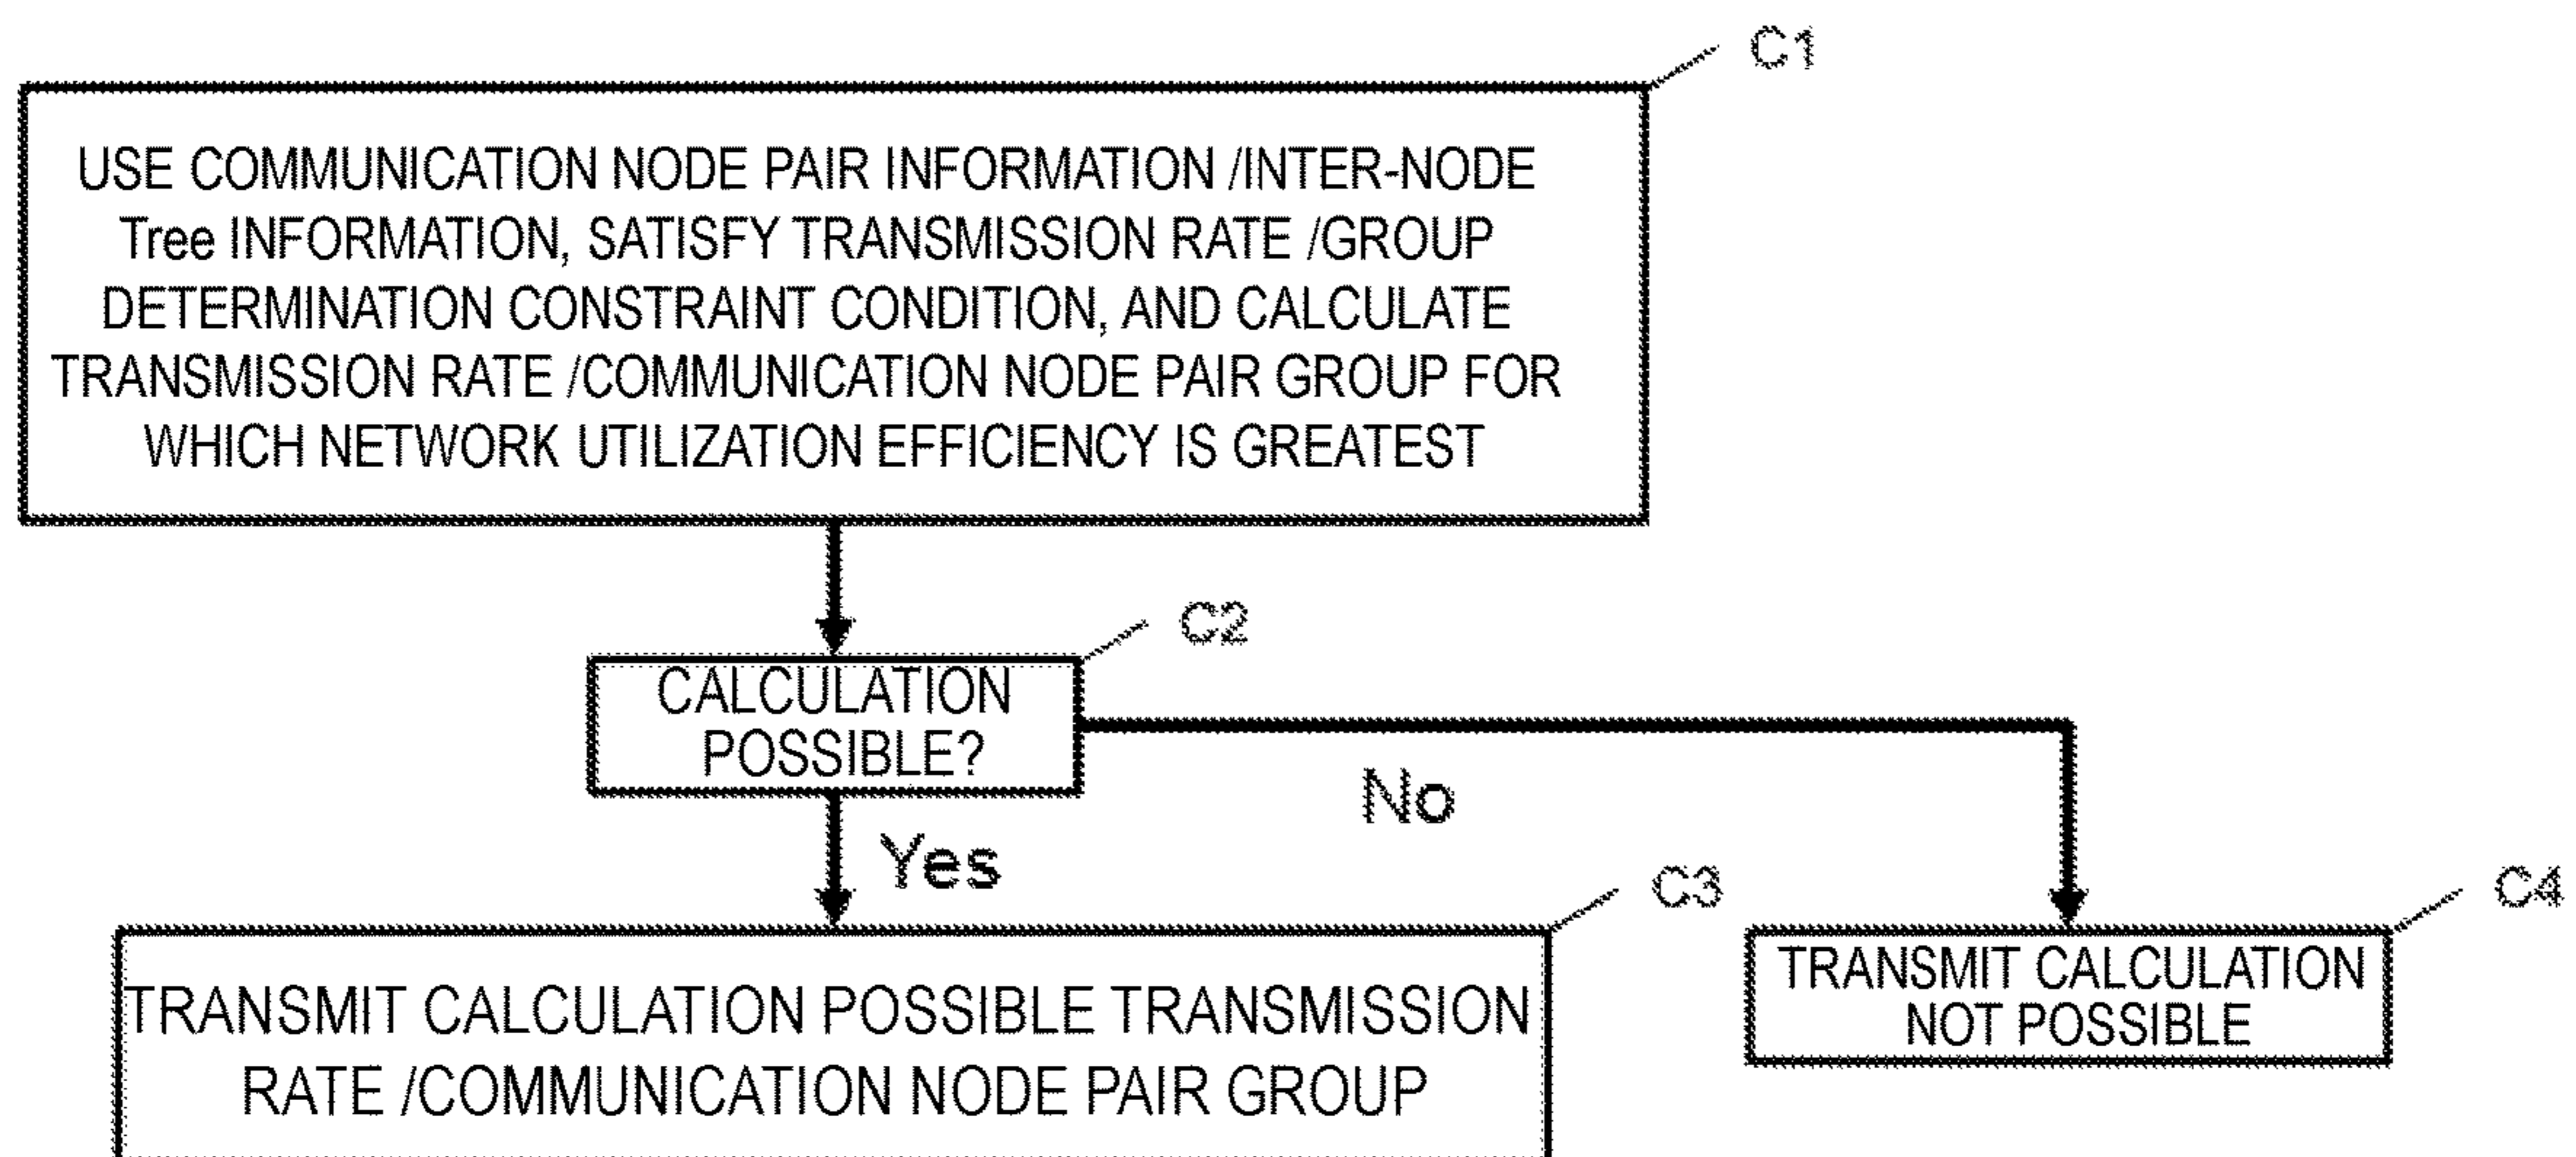 C1
USE COMMUNICATION NODE PAIR INFORMATION /INTER-NODE
Tree INFORMATION, SATISFY TRANSMISSION RATE /GROUP
DETERMINATION CONSTRAINT CONDITION, AND CALCULATE
TRANSMISSION RATE /COMMUNICATION NODE PAIR GROUP FOR
WHICH NETWORK UTILIZATION EFFICIENCY IS GREATEST
C2
CALCULATION
POSSIBLE?
No
Yes
C3
TRANSMIT CALCULATION POSSIBLE TRANSMISSION
RATE /COMMUNICATION NODE PAIR GROUP
C4
TRANSMIT CALCULATION
NOT POSSIBLE